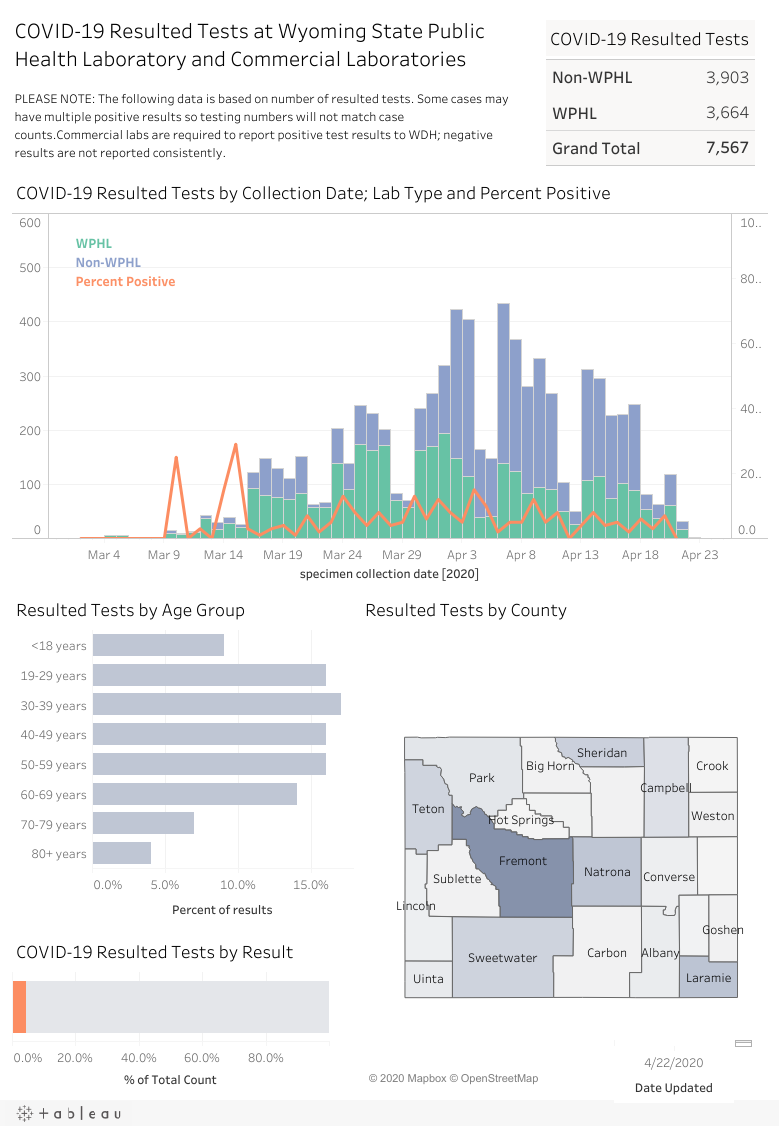 COVID-19 Resulted Tests at Wyoming State Public
Health Laboratory and Commercial Laboratories
PLEASE NOTE: The following data is based on number of resulted tests. Some cases may
have multiple positive results so testing numbers will not match case
counts.Commercial labs are required to report positive test results to WDH; negative
results are not reported consistently.
COVID-19 Resulted Tests
Non-WPHL 3,903
WPHL 3,664
Grand Total 7,567
COVID-19 Resulted Tests by Collection Date; Lab Type and Percent Positive
600
500
400
300
200
100
0
WPHL
Non-WPHL
Percent Positive
10..
80..
60..
40..
20..
0.0
Mar 4 Mar 9 Mar 14 Mar 19 Mar 24 Mar 29 Apr 3 Apr 8 Apr 13 Apr 18 Apr 23
specimen collection date [2020]
Resulted Tests by Age Group
<18 years
19-29 years
30-39 years
40-49 years
50-59 years
60-69 years
70-79 years
80+ years
0.0% 5.0% 10.0% 15.0%
Percent of results
COVID-19 Resulted Tests by Result
0.0% 20.0% 40.0% 60.0% 80.0%
% of Total Count
Resulted Tests by County
Sheridan
Big Horn
Crook
Park
Campbell
Teton
Hot Springs
Weston
Fremont
Natrona
Converse
Sublette
Lincoln
Goshen
Sweetwater
Carbon
Albany
Uinta
Laramie
© 2020 Mapbox © OpenStreetMap
4/22/2020
Date Updated
+ableau